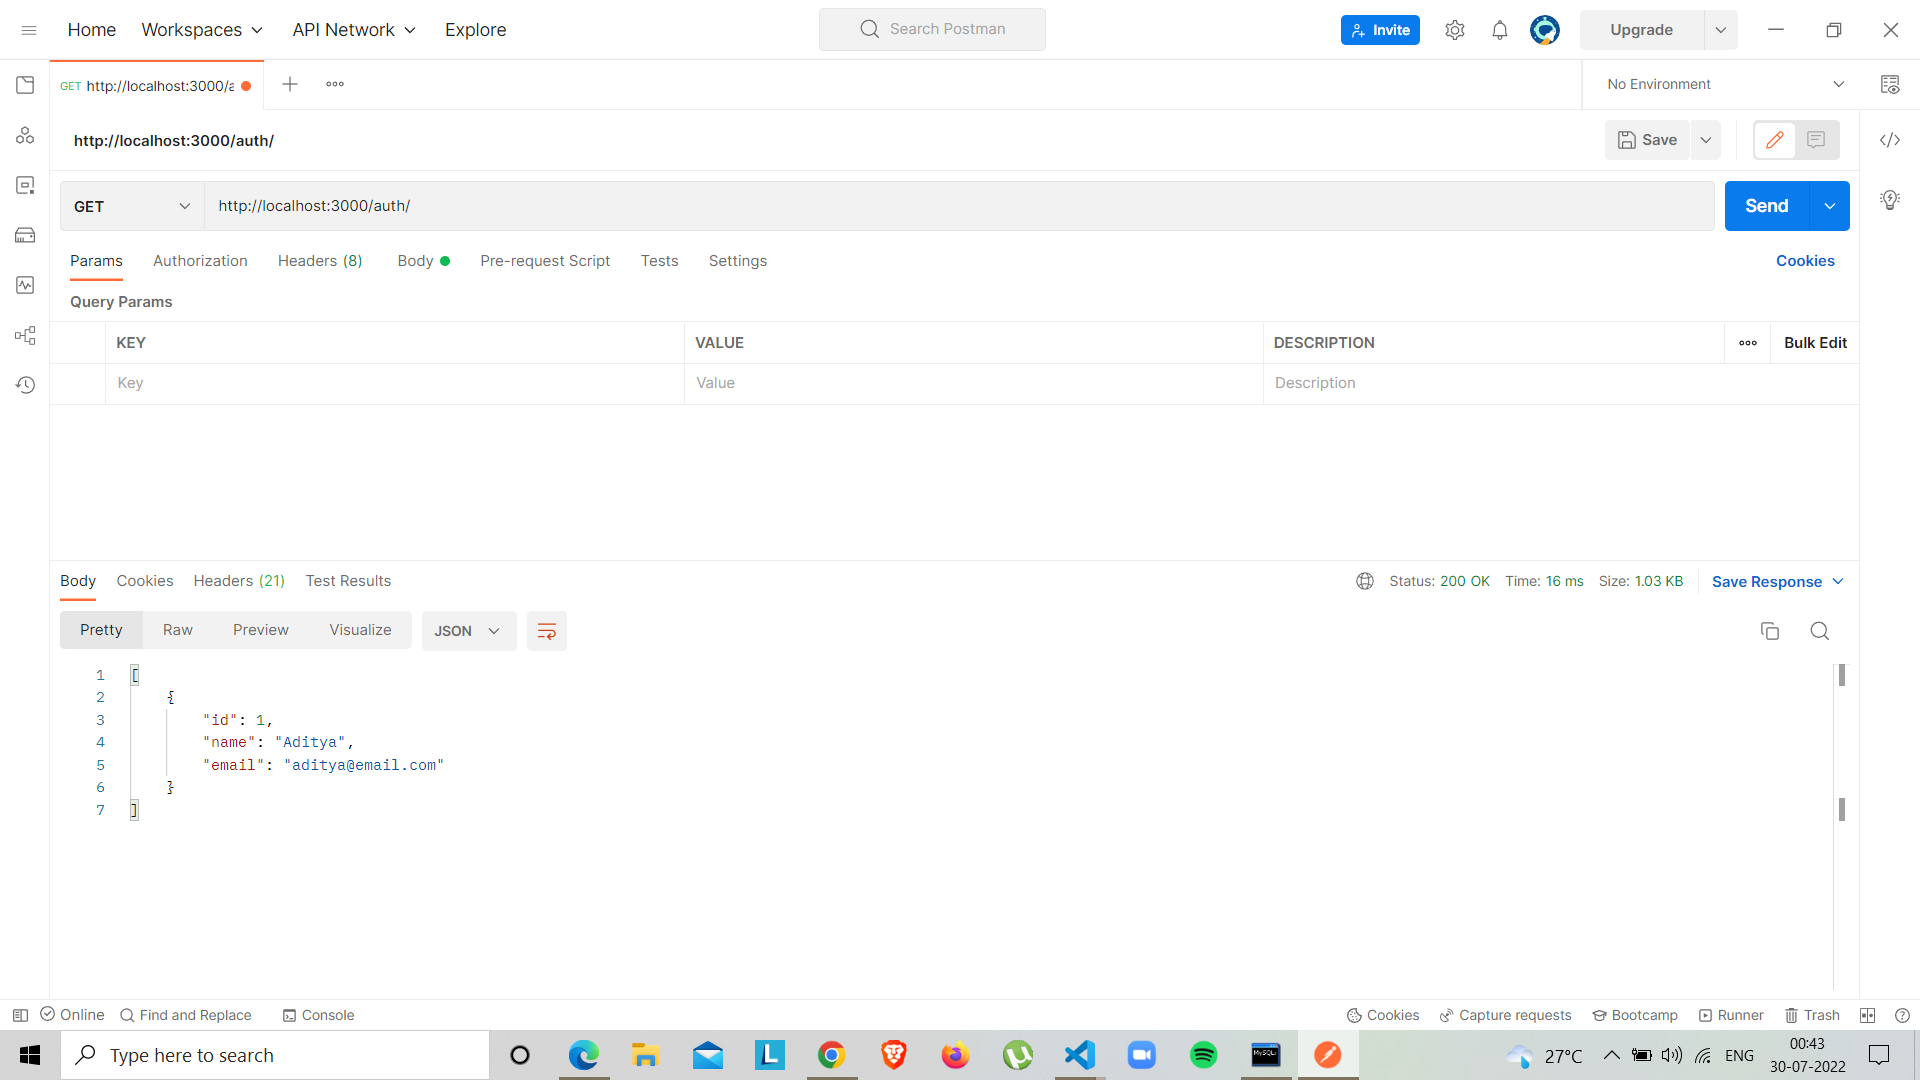 Home Workspaces API Network Explore Search Postman Invite Upgrade
GET http://localhost:3000/a No Environment
http://localhost:3000/auth/ Save
GET http://localhost:3000/auth/ Send
Params Authorization Headers (8) Body Pre-request Script Tests Settings Cookies
Query Params
KEY VALUE DESCRIPTION Bulk Edit
Key Value Description
Body Cookies Headers (21) Test Results Status: 200 OK Time: 16 ms Size: 1.03 KB Save Response
Pretty Raw Preview Visualize JSON
1 [
2 {
3 "id": 1,
4 "name": "Aditya",
5 "email": "aditya@email.com"
6 }
7 ]
Online Find and Replace Console Cookies Capture requests Bootcamp Runner Trash
Type here to search L MySQL 27°C ENG 00:43
30-07-2022